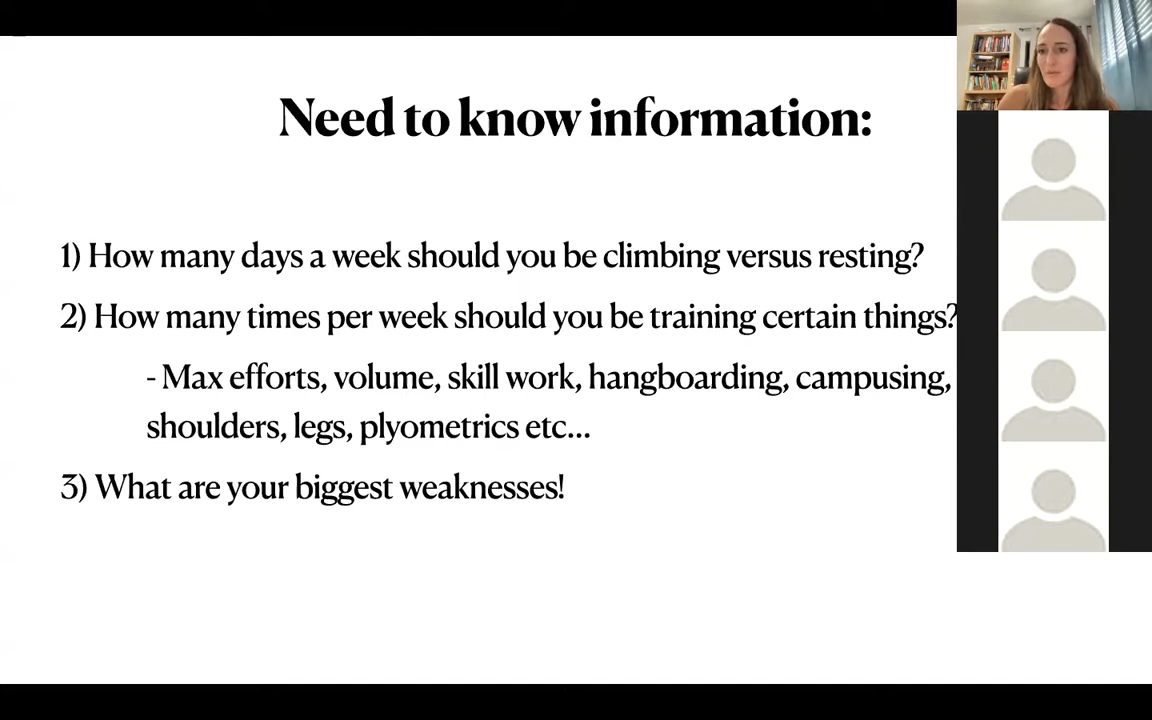 Need to know information:
1) How many days a week should you be climbing versus resting?
2) How many times per week should you be training certain things?
- Max efforts, volume, skill work, hangboarding, campusing,
shoulders, legs, plyometrics etc...
3) What are your biggest weaknesses!